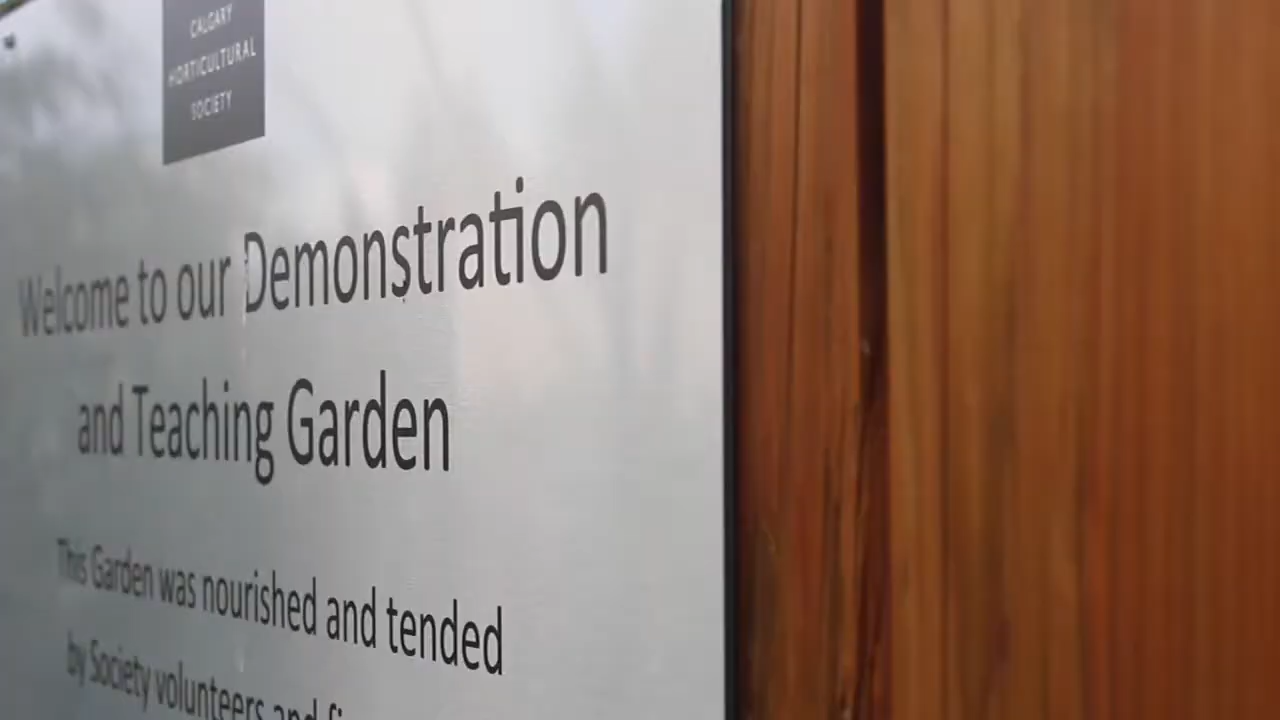 CALGARY
HORTICULTURAL
SOCIETY
Welcome to our Demonstration
and Teaching Garden
This Garden was nourished and tended
by Society volunteers and